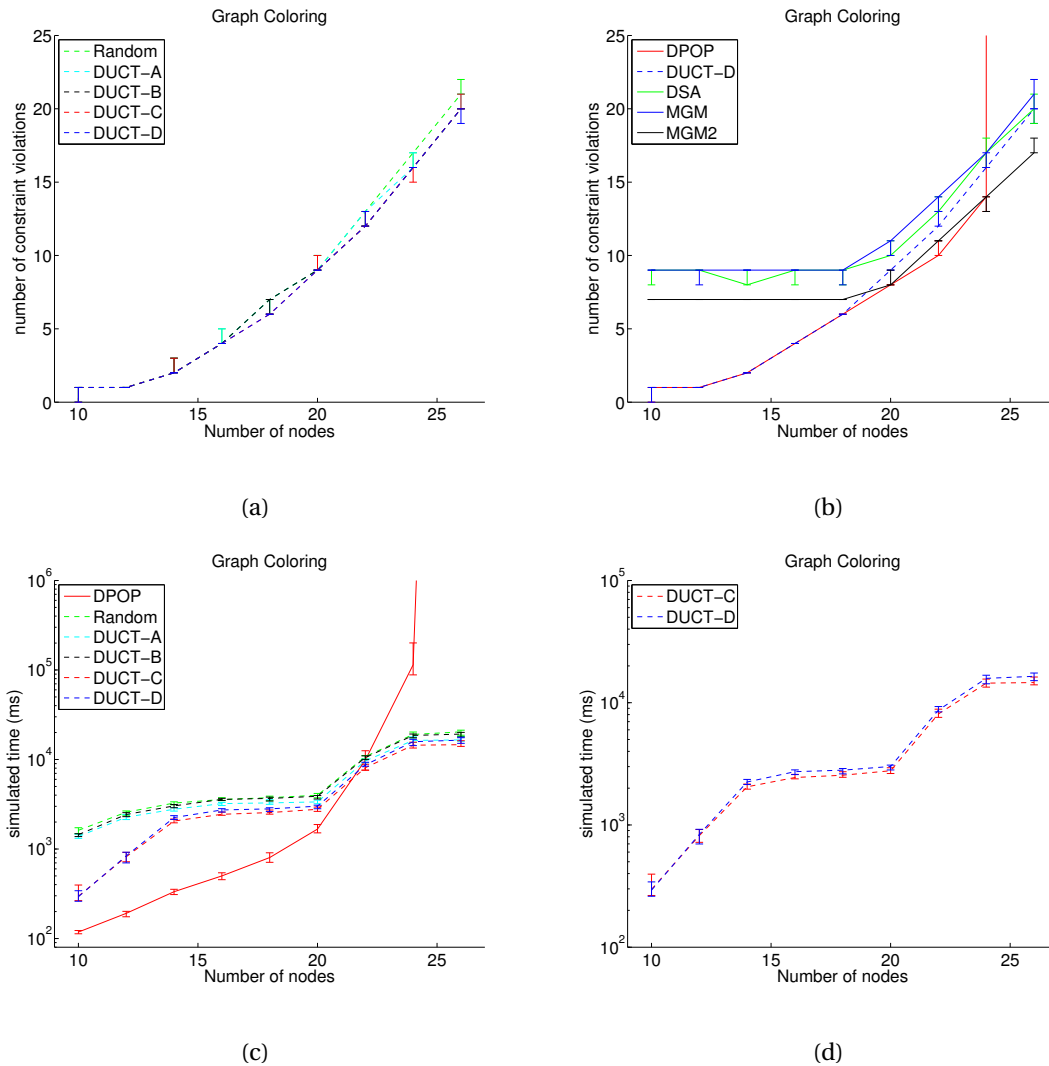 Graph Coloring
25
20
15
10
5
0
10
15
20
25
number of constraint violations
Number of nodes
Random
DUCT−A
DUCT−B
DUCT−C
DUCT−D
(a)
Graph Coloring
25
20
15
10
5
0
10
15
20
25
number of constraint violations
Number of nodes
DPOP
DUCT−D
DSA
MGM
MGM2
(b)
Graph Coloring
10^6
10^5
10^4
10^3
10^2
10
15
20
25
simulated time (ms)
Number of nodes
DPOP
Random
DUCT−A
DUCT−B
DUCT−C
DUCT−D
(c)
Graph Coloring
10^5
10^4
10^3
10^2
10
15
20
25
simulated time (ms)
Number of nodes
DUCT−C
DUCT−D
(d)